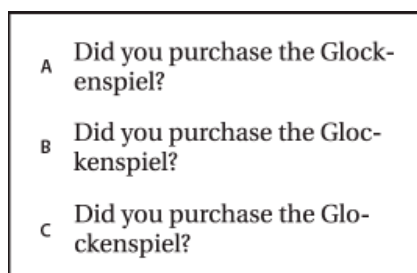 A Did you purchase the Glock-
enspiel?
B Did you purchase the Gloc-
kenspiel?
C Did you purchase the Glo-
ckenspiel?